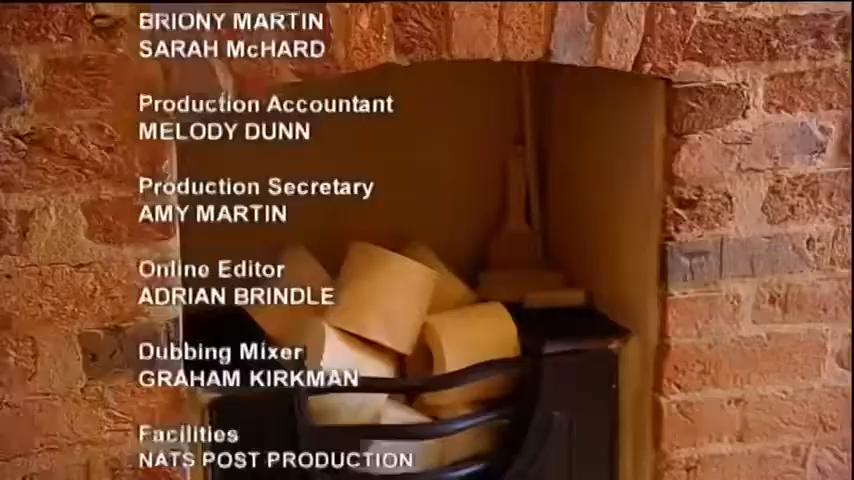 BRIONY MARTIN
SARAH McHARD
Production Accountant
MELODY DUNN
Production Secretary
AMY MARTIN
Online Editor
ADRIAN BRINDLE
Dubbing Mixer
GRAHAM KIRKMAN
Facilities
NATS POST PRODUCTION